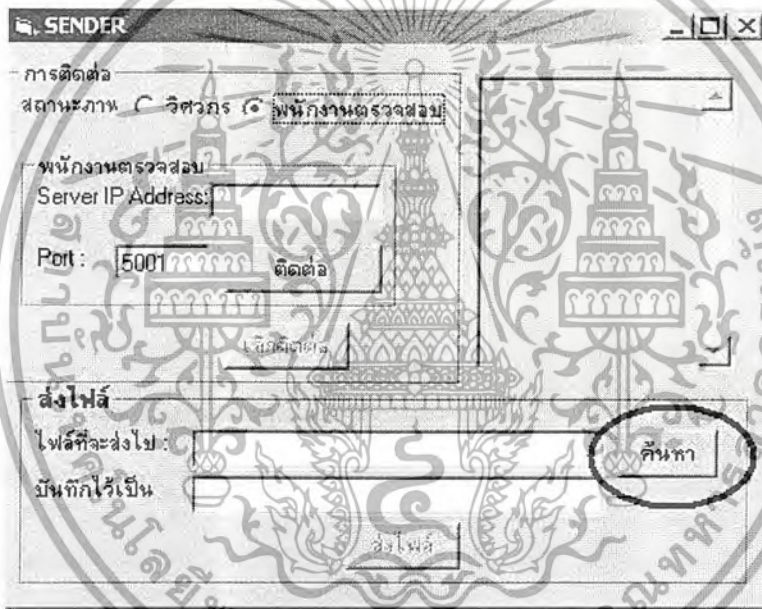 SENDER
การติดต่อ
สถานะภาพ วิศวกร พนักงานตรวจสอบ
พนักงานตรวจสอบ
Server IP Address:
Port : 5001 ติดต่อ
เลิกติดต่อ
ส่งไฟล์
ไฟล์ที่จะส่งไป : ค้นหา
บันทึกไว้เป็น
ส่งไฟล์